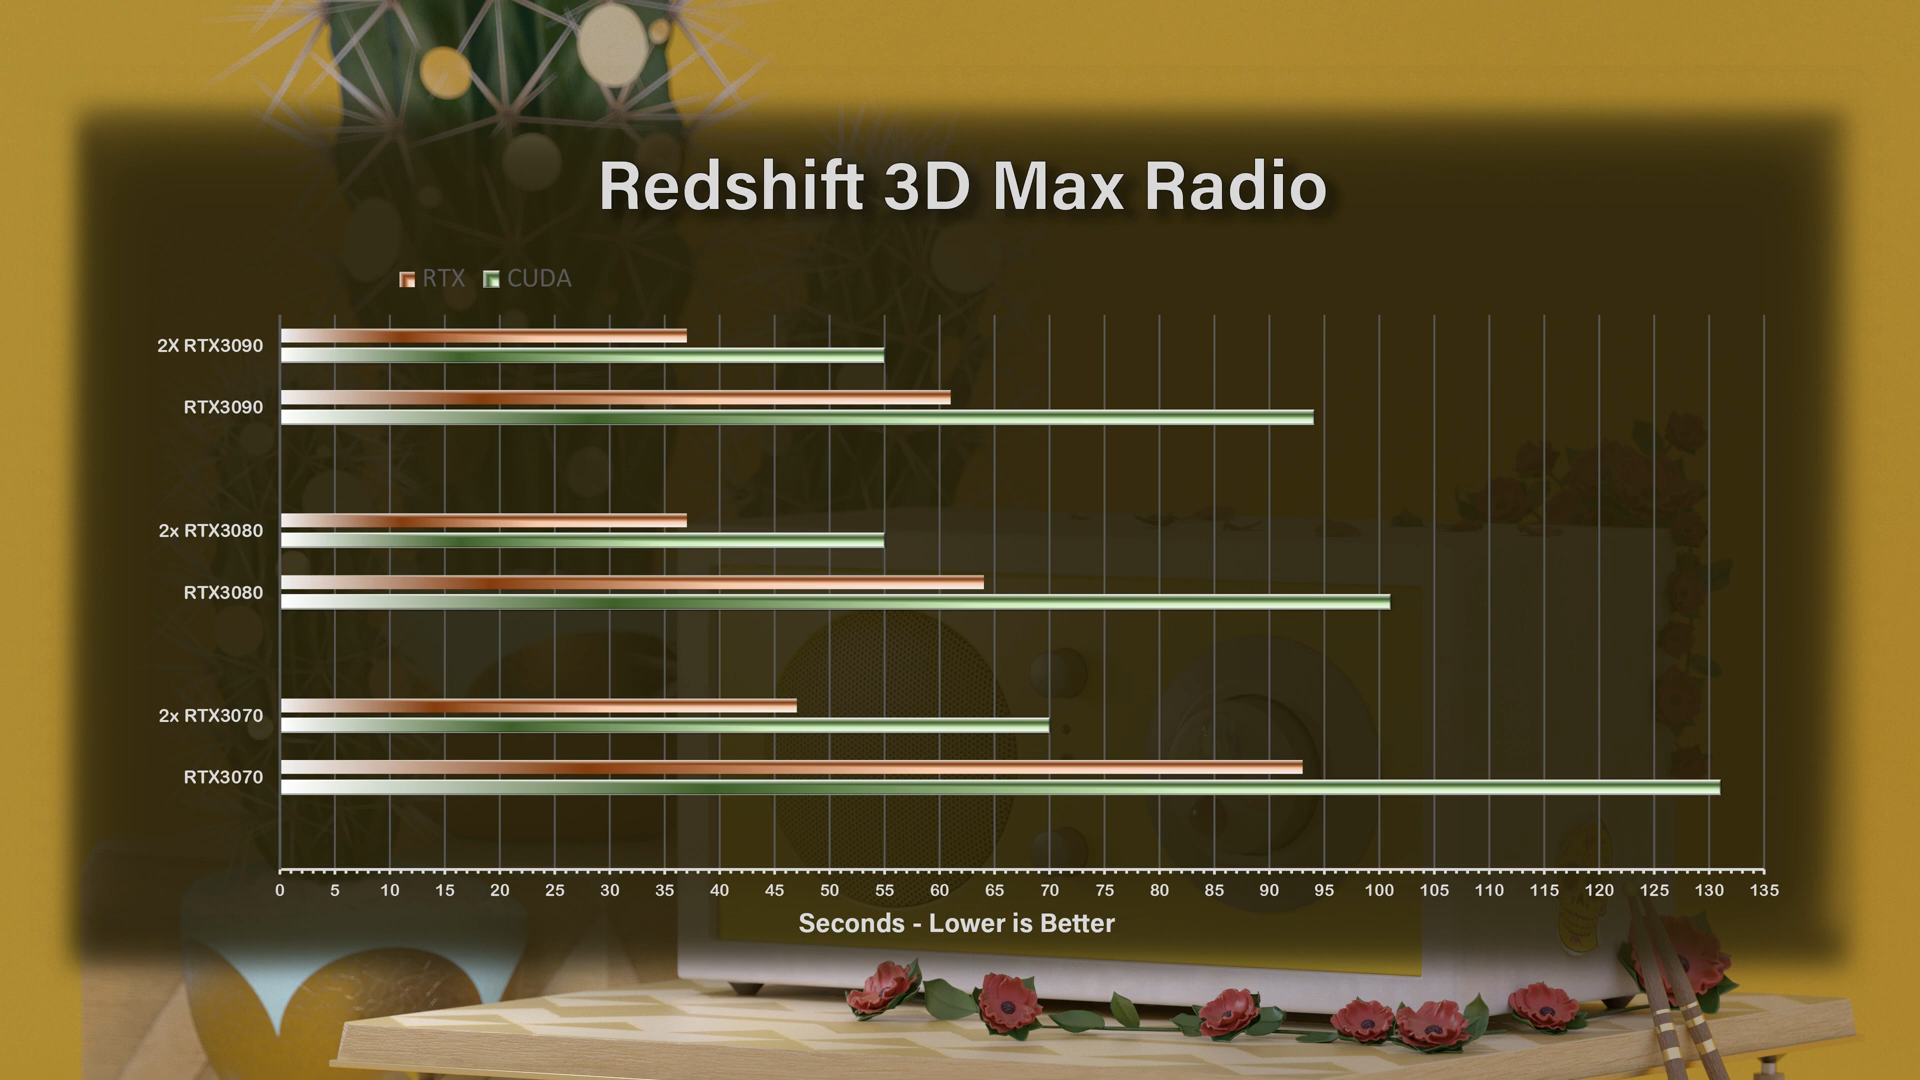 Redshift 3D Max Radio
RTX CUDA
2X RTX3090
RTX3090
2x RTX3080
RTX3080
2x RTX3070
RTX3070
0 5 10 15 20 25 30 35 40 45 50 55 60 65 70 75 80 85 90 95 100 105 110 115 120 125 130 135
Seconds - Lower is Better